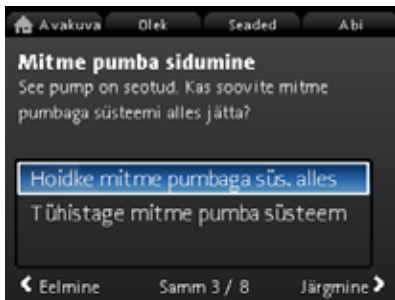 Avakuva Olek Seaded Abi
Mitme pumba sidumine
See pump on seotud. Kas soovite mitme
pumbaga süsteemi alles jätta?
Hoidke mitme pumbaga süs. alles
Tühistage mitme pumba süsteem
Eelmine Samm 3 / 8 Järgmine